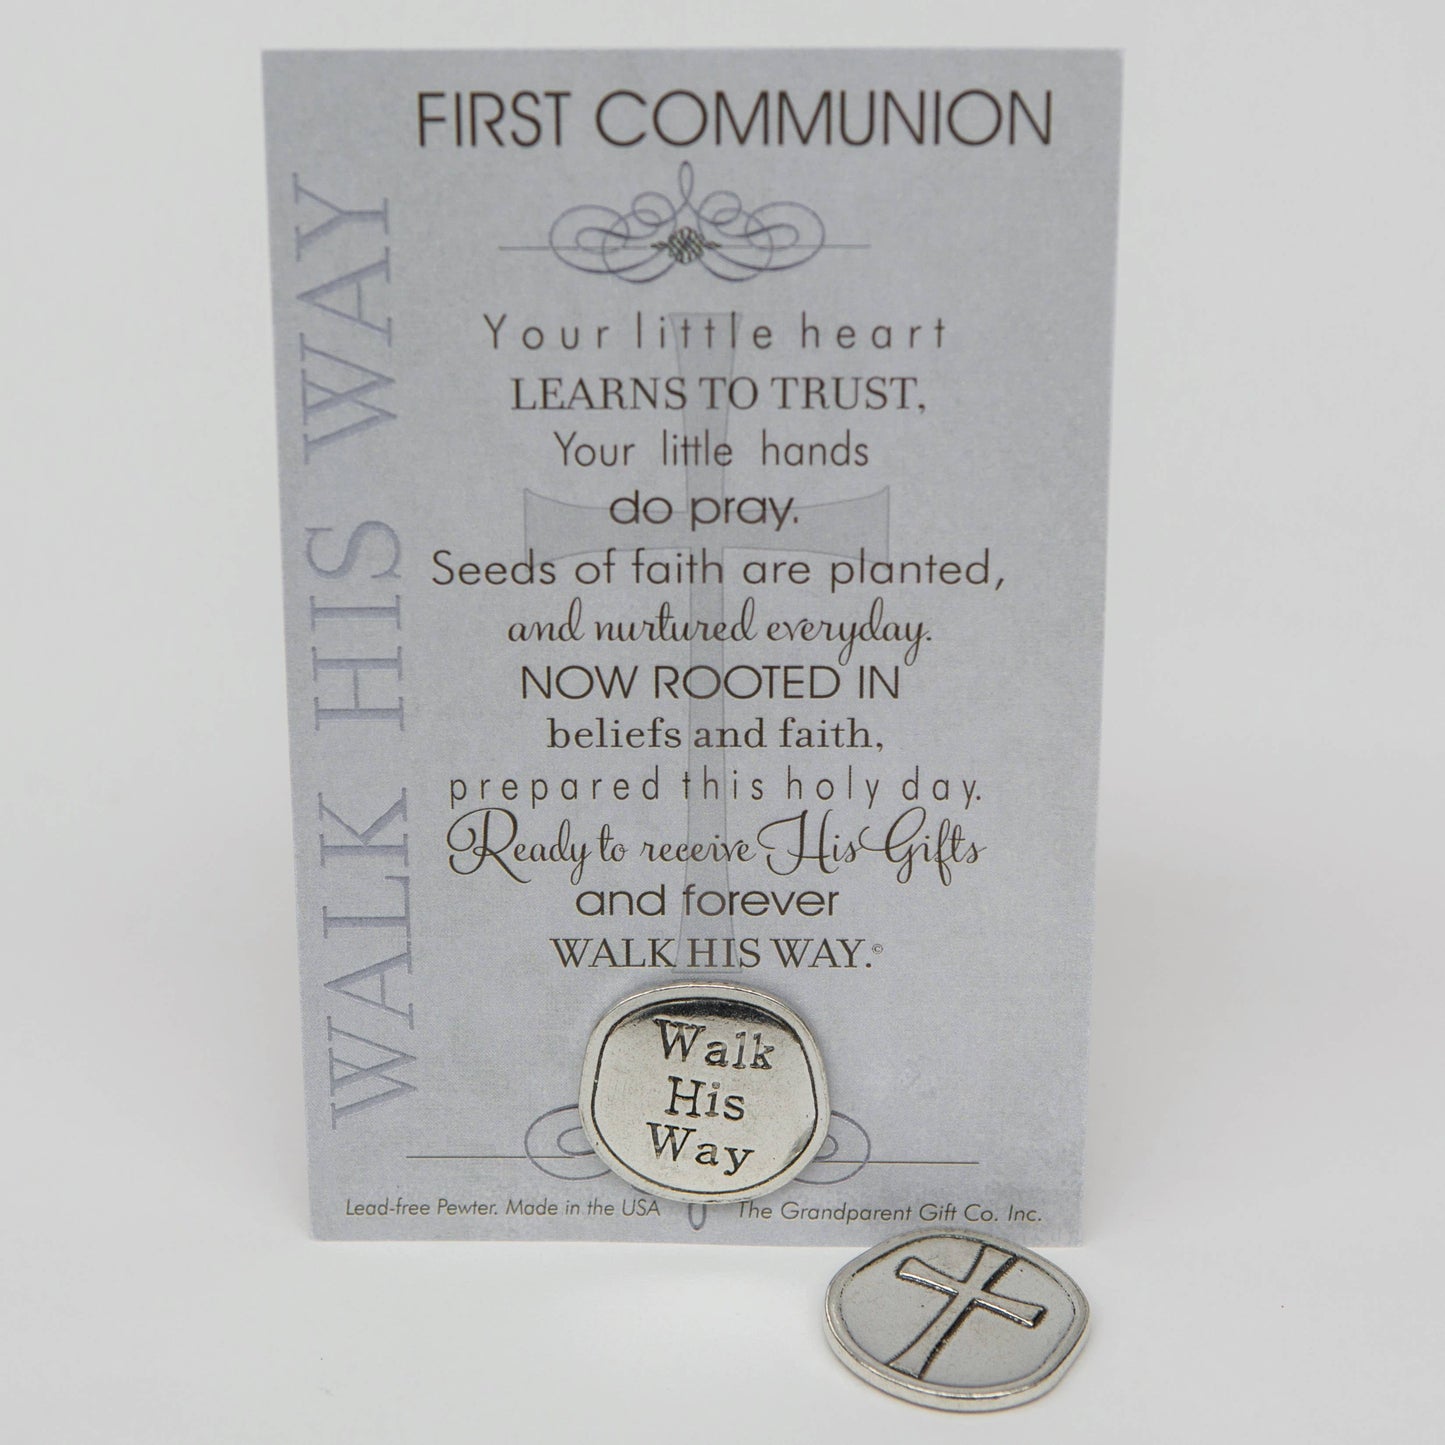 FIRST COMMUNION
WALK HIS WAY
Your little heart
LEARNS TO TRUST,
Your little hands
do pray.
Seeds of faith are planted,
and nurtured everyday.
NOW ROOTED IN
beliefs and faith,
prepared this holy day.
Ready to receive His Gifts
and forever
WALK HIS WAY.©
Walk
His
Way
Lead-free Pewter. Made in the USA
The Grandparent Gift Co. Inc.